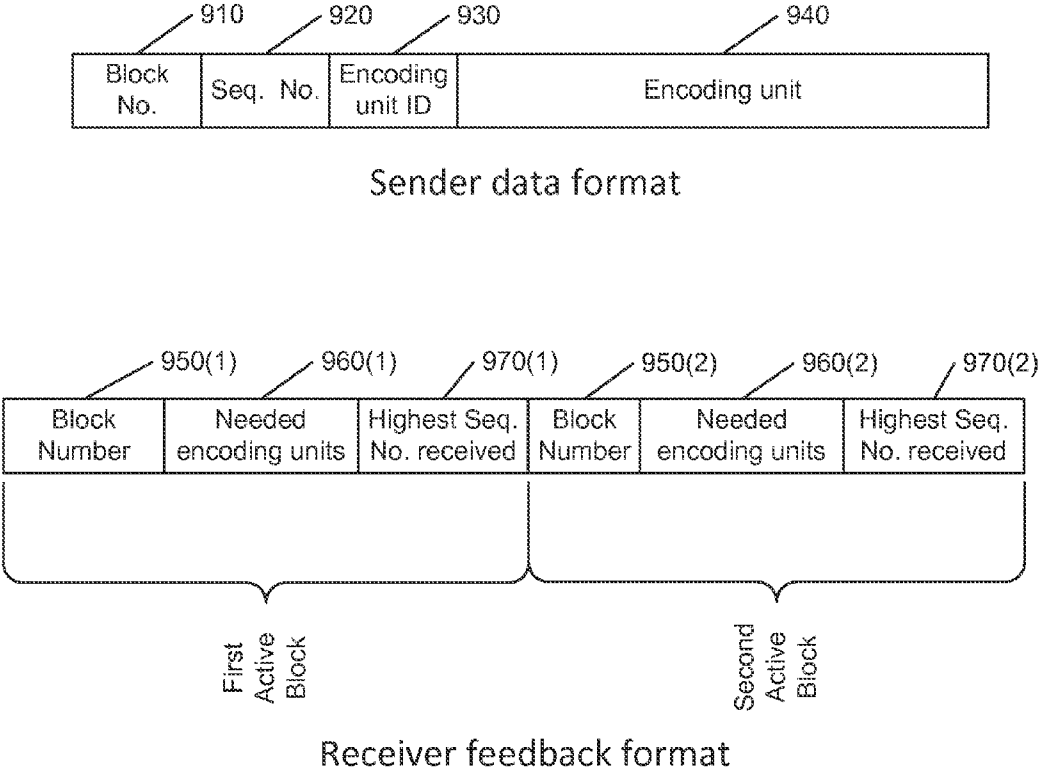 910 920 930 940
Block No. Seq. No. Encoding unit ID Encoding unit
Sender data format
950(1) 960(1) 970(1) 950(2) 960(2) 970(2)
Block Number Needed encoding units Highest Seq. No. received Block Number Needed encoding units Highest Seq. No. received
First Active Block
Second Active Block
Receiver feedback format